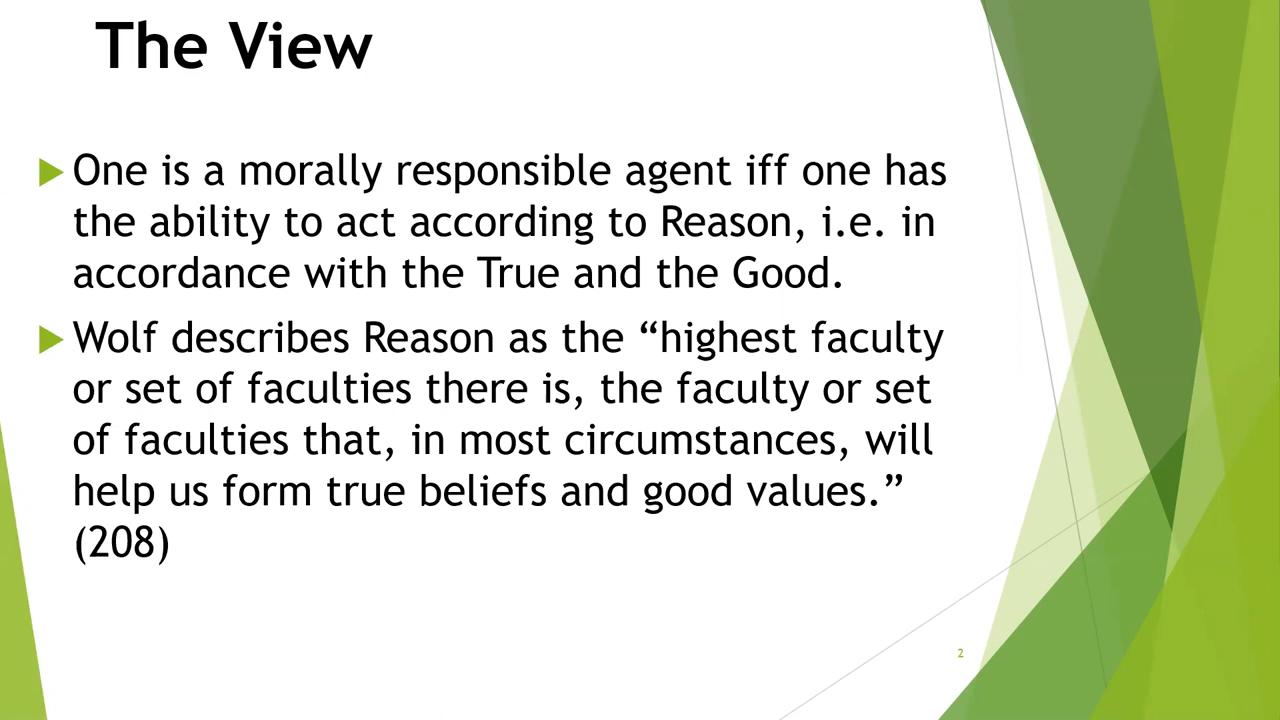 The View
One is a morally responsible agent iff one has
the ability to act according to Reason, i.e. in
accordance with the True and the Good.
Wolf describes Reason as the “highest faculty
or set of faculties there is, the faculty or set
of faculties that, in most circumstances, will
help us form true beliefs and good values.”
(208)
2